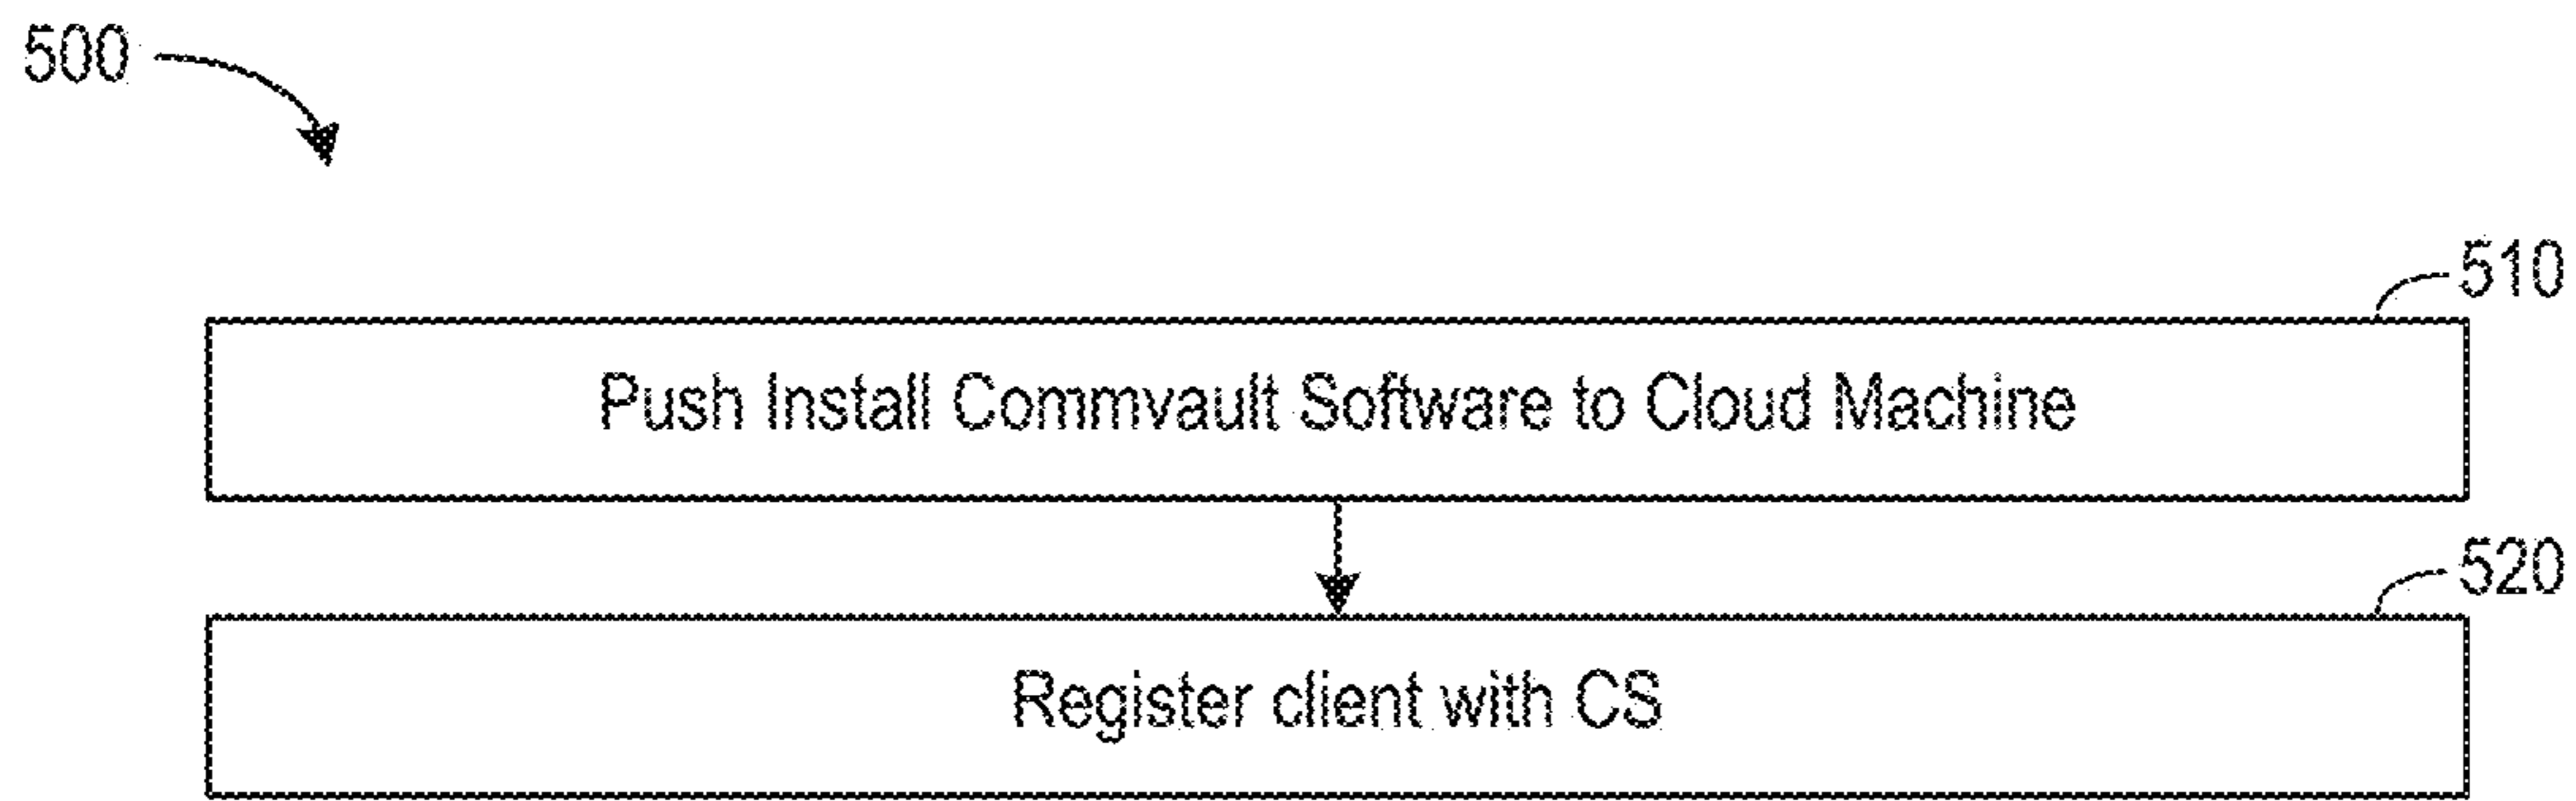 500
510
Push Install Commvault Software to Cloud Machine
520
Register client with CS